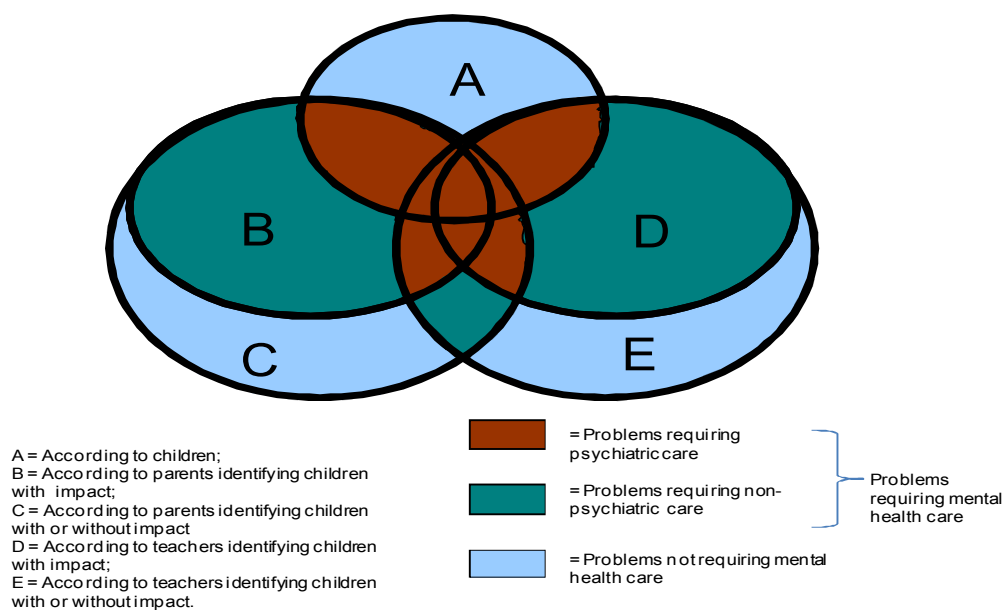 A
B
D
C
E
A = According to children;
B = According to parents identifying children
with impact;
C = According to parents identifying children
with or without impact
D = According to teachers identifying children
with impact;
E = According to teachers identifying children
with or without impact.
= Problems requiring
psychiatric care
= Problems requiring non-
psychiatric care
= Problems not requiring mental
health care
Problems
requiring mental
health care